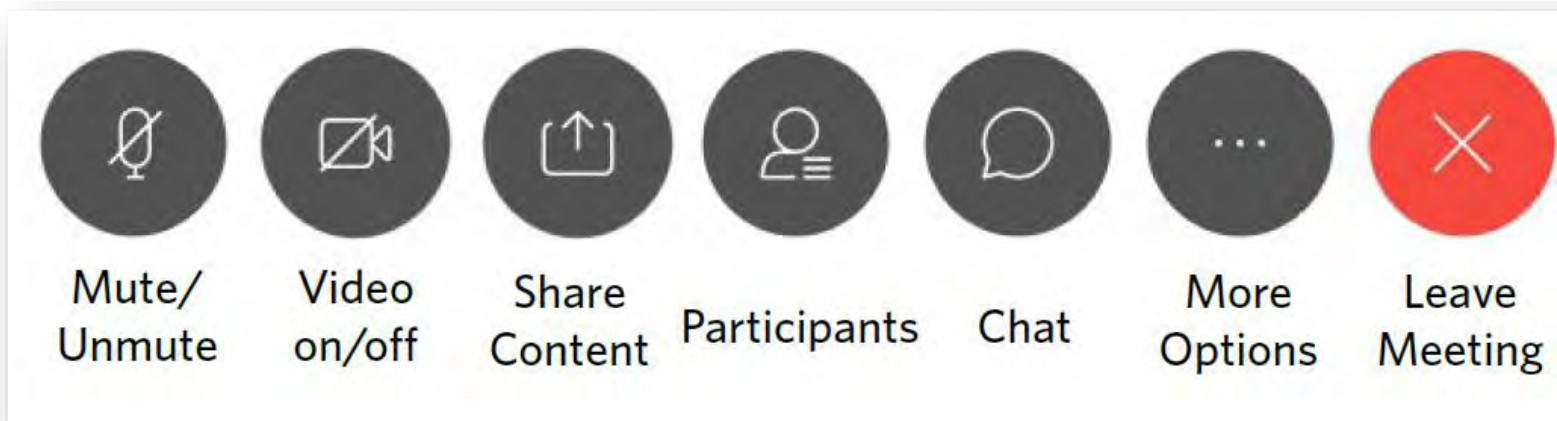 Mute/
Unmute
Video
on/off
Share
Content
Participants
Chat
More
Options
Leave
Meeting